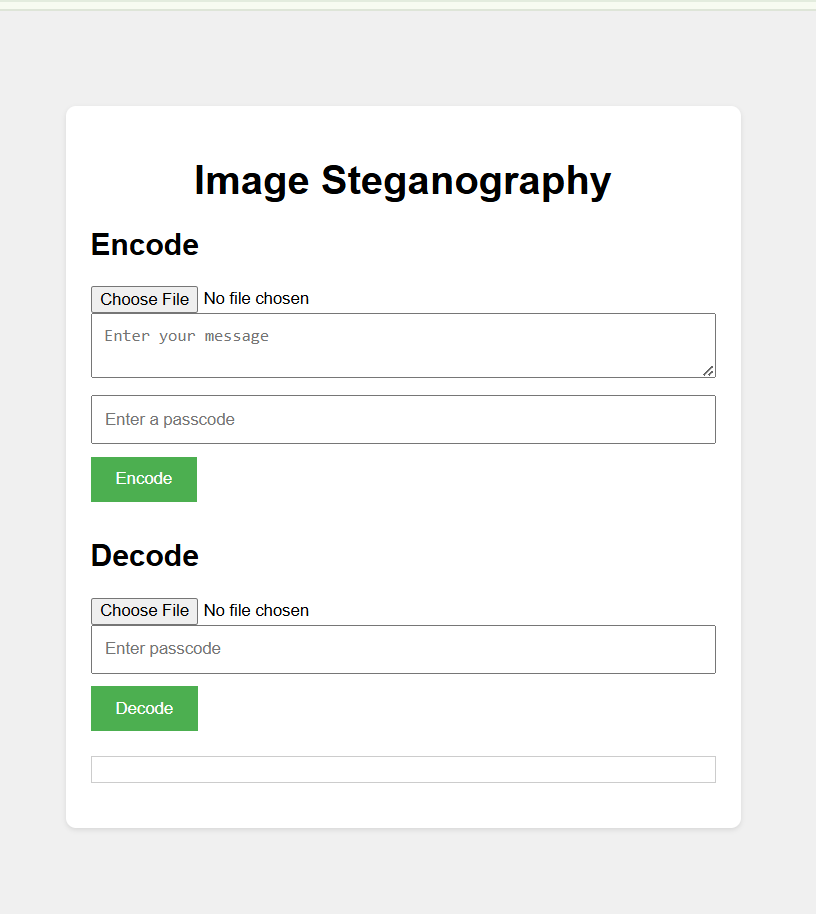 Image Steganography
Encode
Choose File No file chosen
Enter your message
Enter a passcode
Encode
Decode
Choose File No file chosen
Enter passcode
Decode